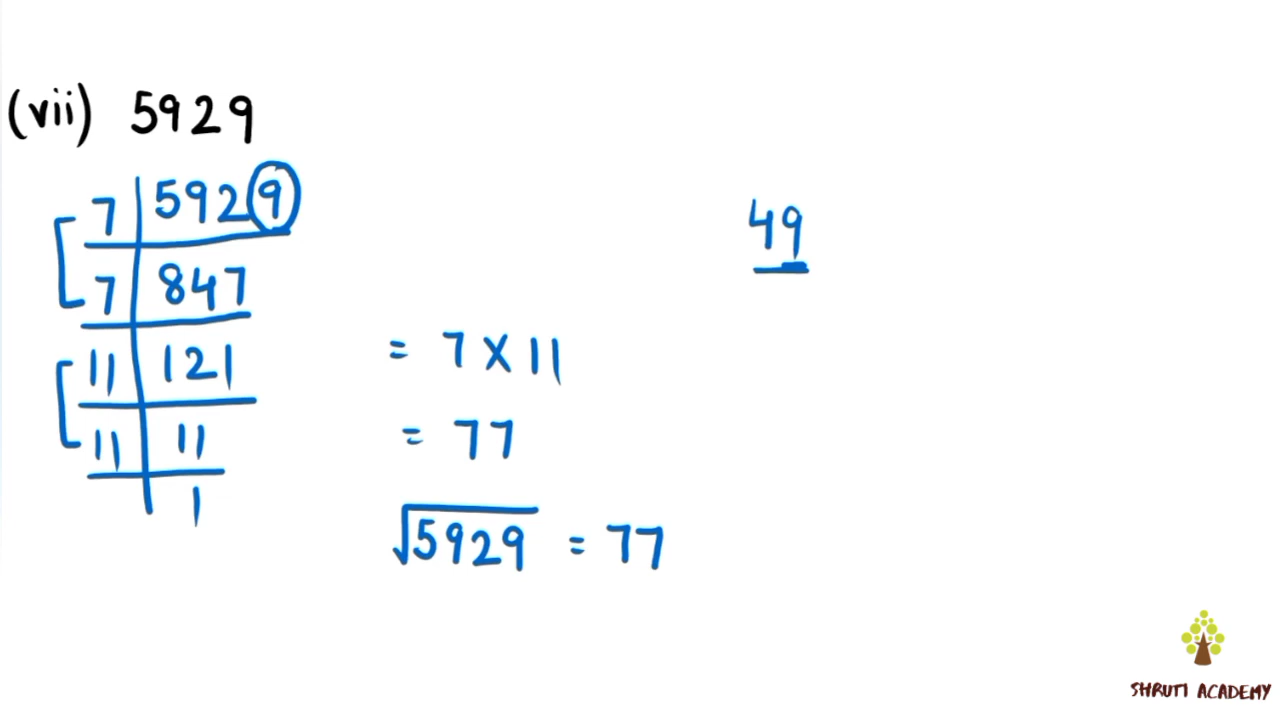 (vii) 5929
7 | 5929
7 | 847
11 | 121
11 | 11
1
= 7 X 11
= 77
√5929 = 77
49
SHRUTI ACADEMY